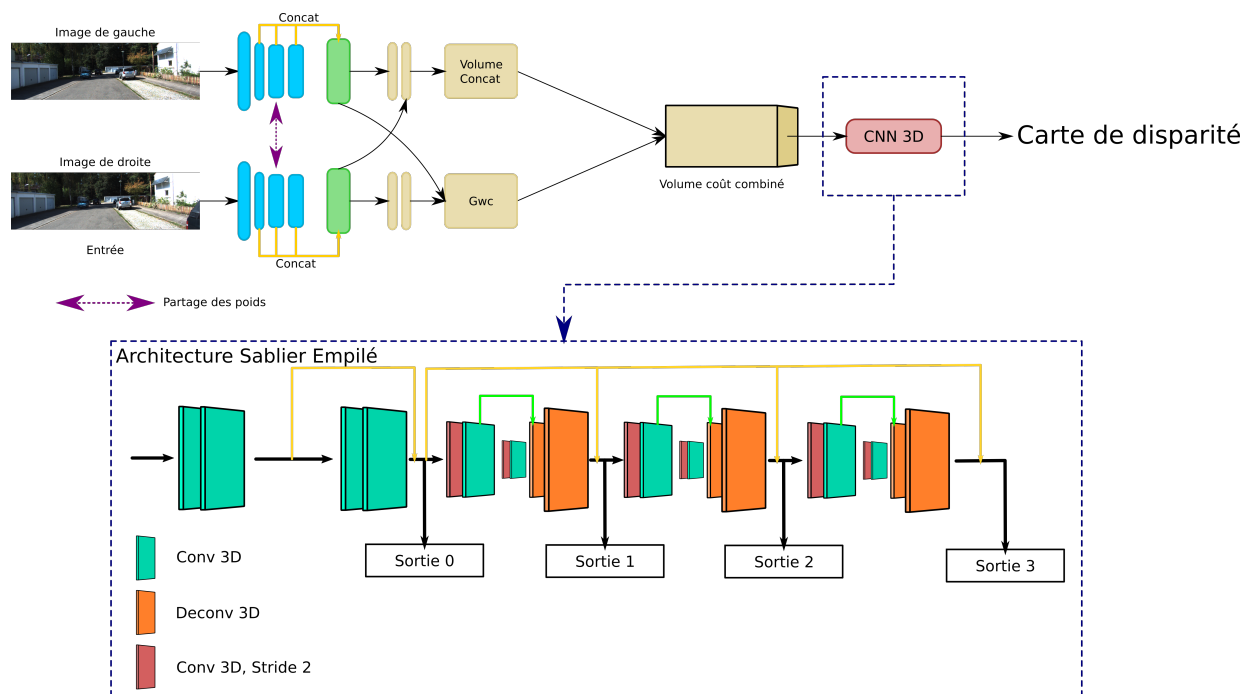 Concat
Image de gauche
Volume
Concat
Image de droite
Gwc
CNN 3D
Carte de disparité
Volume coût combiné
Entrée
Concat
Partage des poids
Architecture Sablier Empilé
Sortie 0
Sortie 1
Sortie 2
Sortie 3
Conv 3D
Deconv 3D
Conv 3D, Stride 2